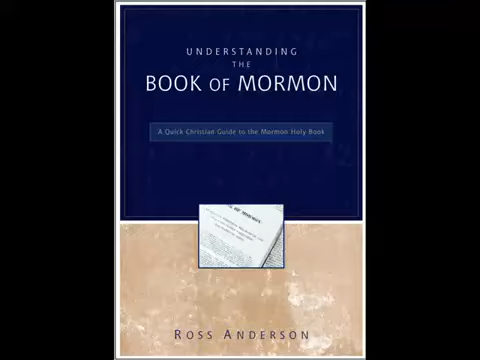 UNDERSTANDING
THE
BOOK OF MORMON
A Quick Christian Guide to the Mormon Holy Book
ROSS ANDERSON